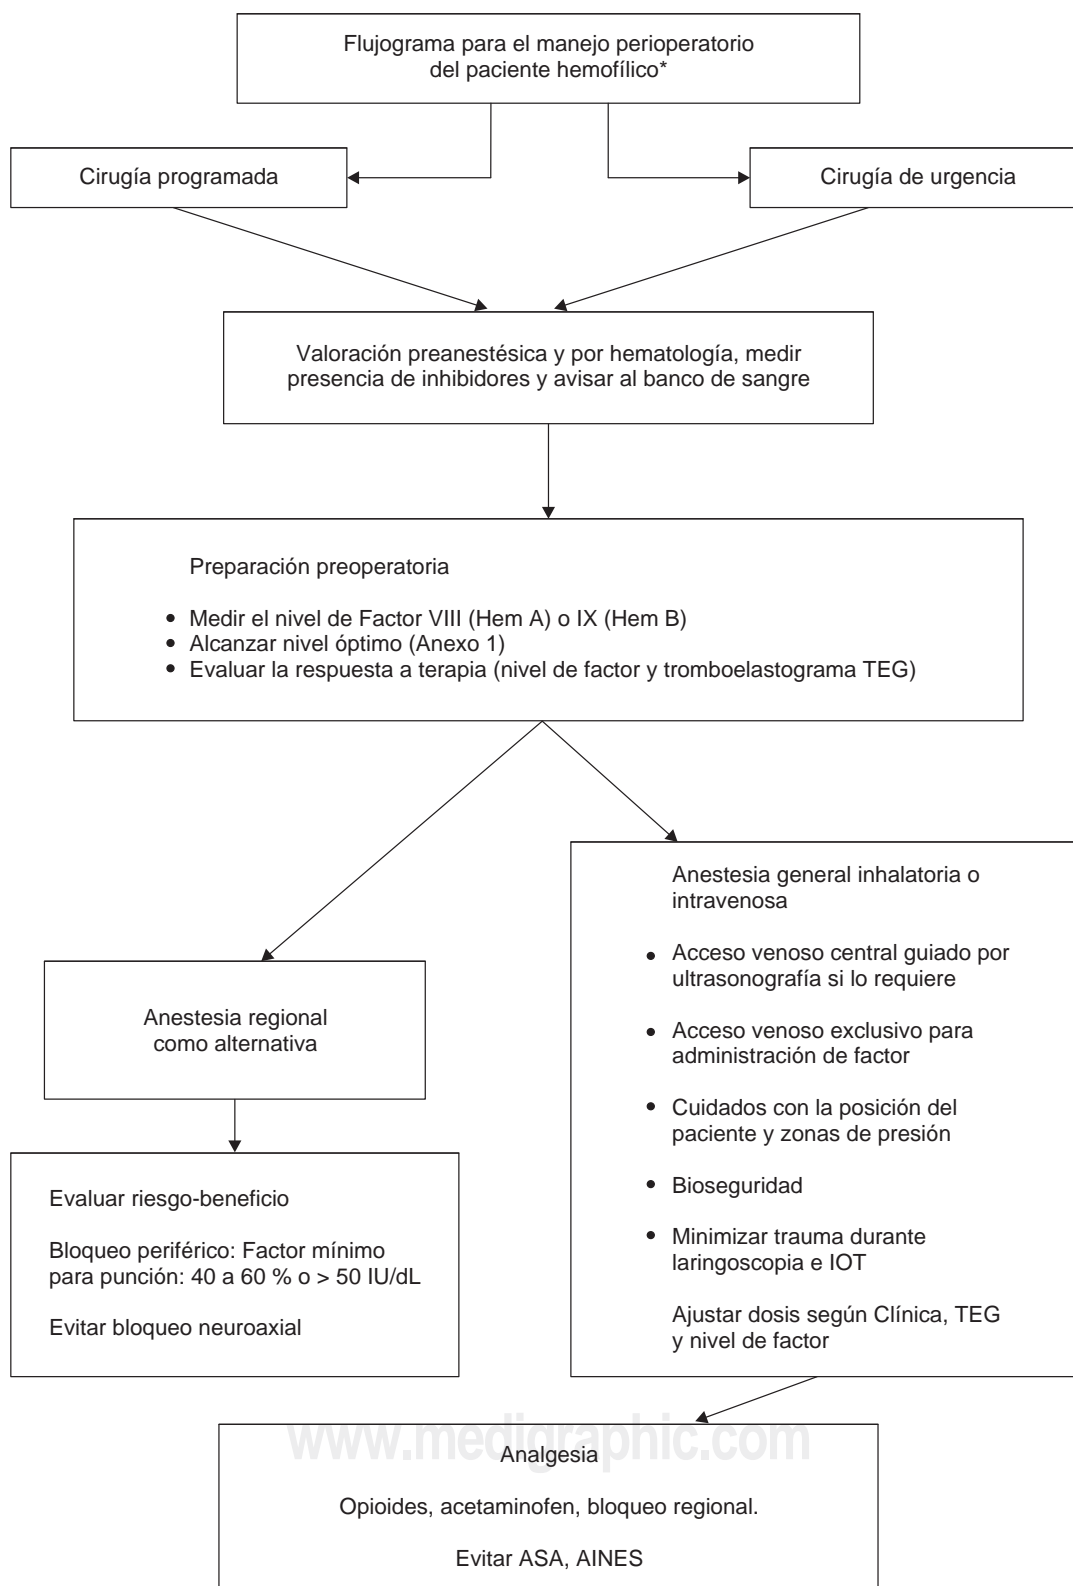 Flujograma para el manejo perioperatorio
del paciente hemofílico*
Cirugía programada
Cirugía de urgencia
Valoración preanestésica y por hematología, medir
presencia de inhibidores y avisar al banco de sangre
Preparación preoperatoria
• Medir el nivel de Factor VIII (Hem A) o IX (Hem B)
• Alcanzar nivel óptimo (Anexo 1)
• Evaluar la respuesta a terapia (nivel de factor y tromboelastograma TEG)
Anestesia regional
como alternativa
Evaluar riesgo-beneficio
Bloqueo periférico: Factor mínimo
para punción: 40 a 60 % o > 50 IU/dL
Evitar bloqueo neuroaxial
Anestesia general inhalatoria o
intravenosa
• Acceso venoso central guiado por
ultrasonografía si lo requiere
• Acceso venoso exclusivo para
administración de factor
• Cuidados con la posición del
paciente y zonas de presión
• Bioseguridad
• Minimizar trauma durante
laringoscopia e IOT
Ajustar dosis según Clínica, TEG
y nivel de factor
www.medigraphic.com
Analgesia
Opioides, acetaminofen, bloqueo regional.
Evitar ASA, AINES